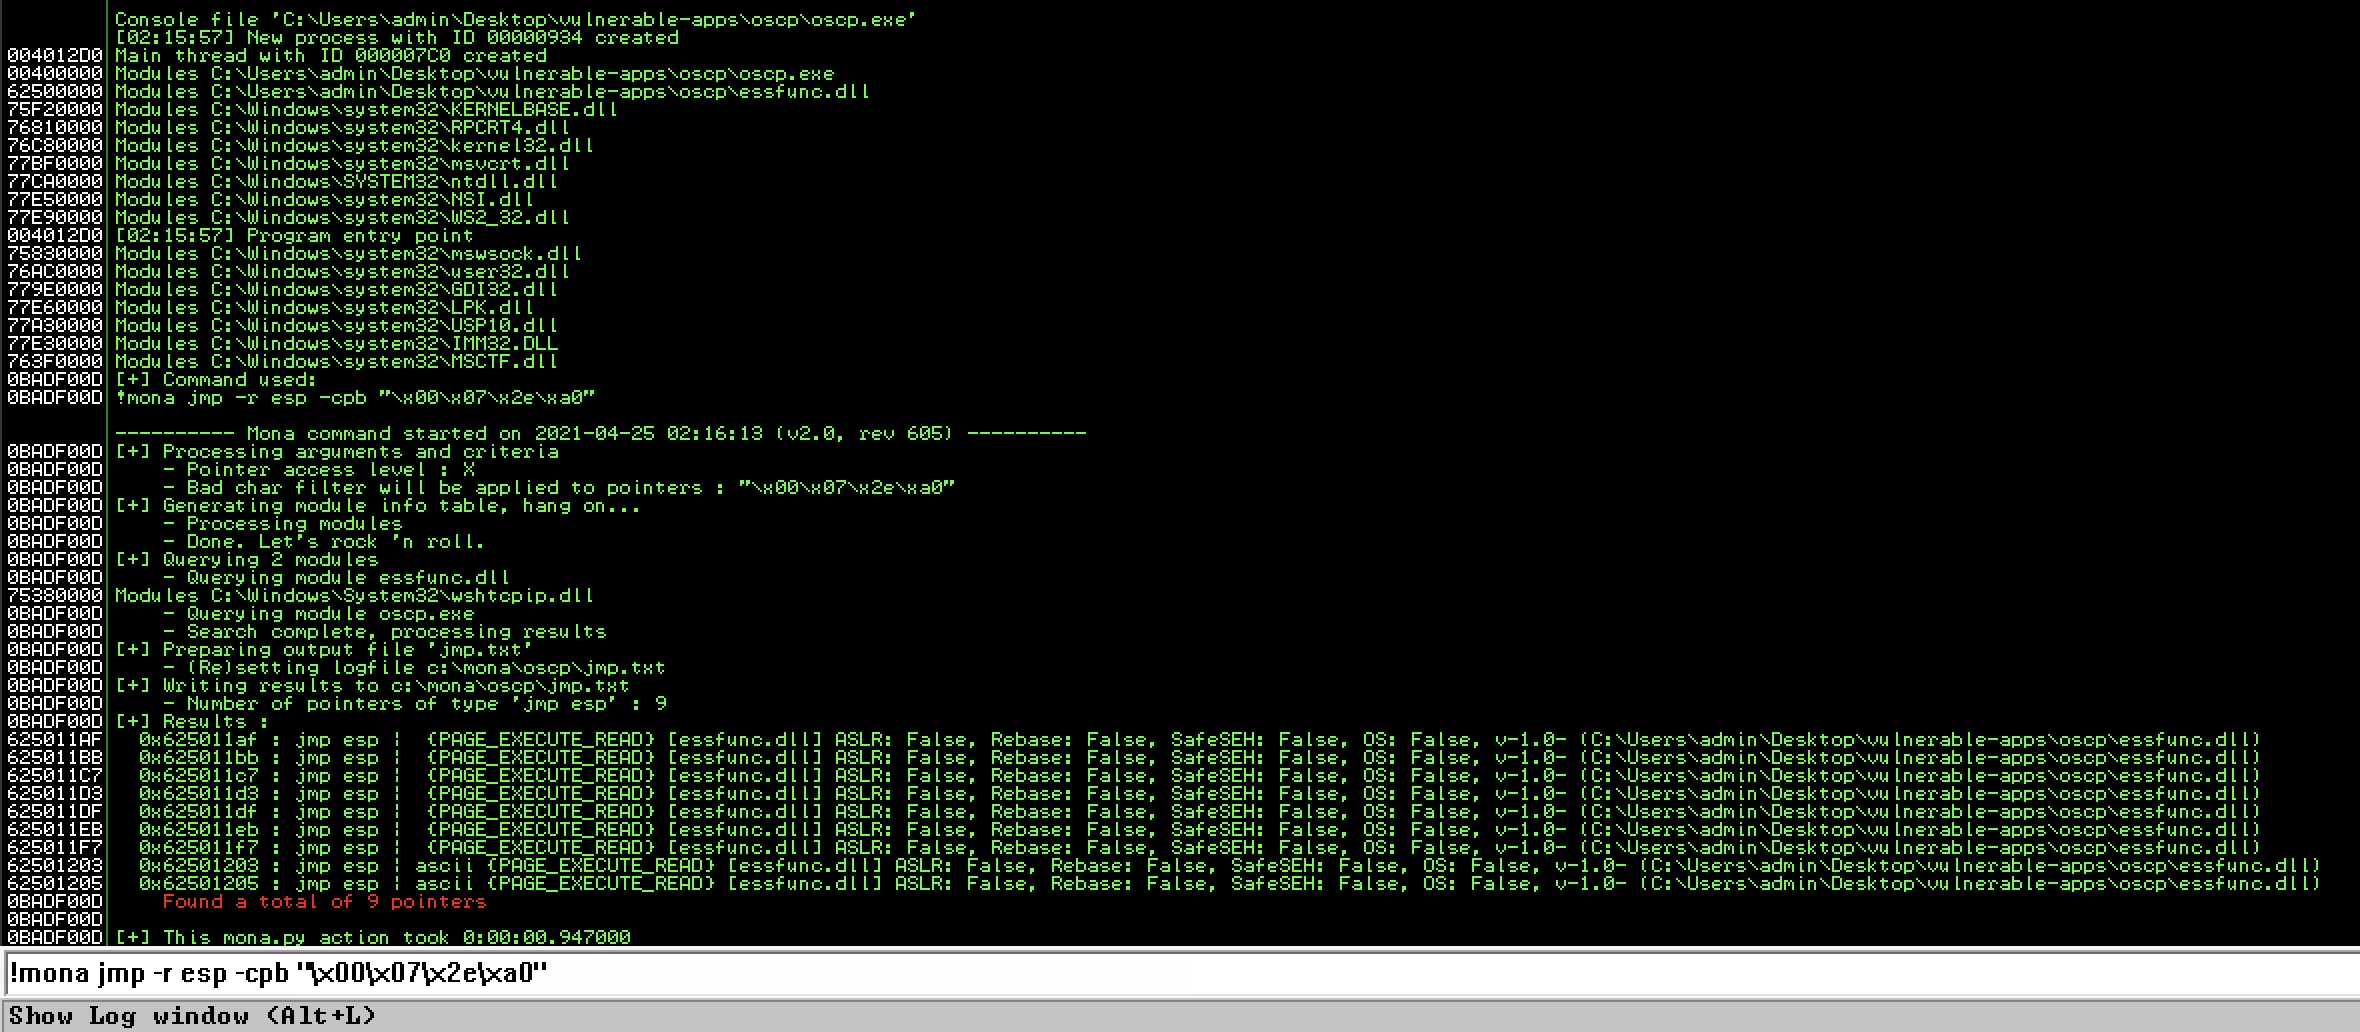 Console file 'C:\Users\admin\Desktop\vulnerable-apps\oscp\oscp.exe'
[02:15:57] New process with ID 00000934 created
004012D0 Main thread with ID 000007C0 created
00400000 Modules C:\Users\admin\Desktop\vulnerable-apps\oscp\oscp.exe
62500000 Modules C:\Users\admin\Desktop\vulnerable-apps\oscp\essfunc.dll
75F20000 Modules C:\Windows\system32\KERNELBASE.dll
76810000 Modules C:\Windows\system32\RPCRT4.dll
76C80000 Modules C:\Windows\system32\kernel32.dll
77BF0000 Modules C:\Windows\system32\msvcrt.dll
77CA0000 Modules C:\Windows\SYSTEM32\ntdll.dll
77E50000 Modules C:\Windows\system32\NSI.dll
77E90000 Modules C:\Windows\system32\WS2_32.dll
004012D0 [02:15:57] Program entry point
75830000 Modules C:\Windows\system32\mswsock.dll
76AC0000 Modules C:\Windows\system32\user32.dll
779E0000 Modules C:\Windows\system32\GDI32.dll
77E60000 Modules C:\Windows\system32\LPK.dll
77A30000 Modules C:\Windows\system32\USP10.dll
77E30000 Modules C:\Windows\system32\IMM32.DLL
763F0000 Modules C:\Windows\system32\MSCTF.dll
0BADF00D [+] Command used:
0BADF00D !mona jmp -r esp -cpb "\x00\x07\x2e\xa0"
---------- Mona command started on 2021-04-25 02:16:13 (v2.0, rev 605) ----------
0BADF00D [+] Processing arguments and criteria
0BADF00D - Pointer access level : X
0BADF00D - Bad char filter will be applied to pointers : "\x00\x07\x2e\xa0"
0BADF00D [+] Generating module info table, hang on...
0BADF00D - Processing modules
0BADF00D - Done. Let's rock 'n roll.
0BADF00D [+] Querying 2 modules
0BADF00D - Querying module essfunc.dll
75380000 Modules C:\Windows\System32\wshtcpip.dll
0BADF00D - Querying module oscp.exe
0BADF00D - Search complete, processing results
0BADF00D [+] Preparing output file 'jmp.txt'
0BADF00D - (Re)setting logfile c:\mona\oscp\jmp.txt
0BADF00D [+] Writing results to c:\mona\oscp\jmp.txt
0BADF00D - Number of pointers of type 'jmp esp' : 9
0BADF00D [+] Results :
625011AF 0x625011af : jmp esp | {PAGE_EXECUTE_READ} [essfunc.dll] ASLR: False, Rebase: False, SafeSEH: False, OS: False, v-1.0- (C:\Users\admin\Desktop\vulnerable-apps\oscp\essfunc.dll)
625011BB 0x625011bb : jmp esp | {PAGE_EXECUTE_READ} [essfunc.dll] ASLR: False, Rebase: False, SafeSEH: False, OS: False, v-1.0- (C:\Users\admin\Desktop\vulnerable-apps\oscp\essfunc.dll)
625011C7 0x625011c7 : jmp esp | {PAGE_EXECUTE_READ} [essfunc.dll] ASLR: False, Rebase: False, SafeSEH: False, OS: False, v-1.0- (C:\Users\admin\Desktop\vulnerable-apps\oscp\essfunc.dll)
625011D3 0x625011d3 : jmp esp | {PAGE_EXECUTE_READ} [essfunc.dll] ASLR: False, Rebase: False, SafeSEH: False, OS: False, v-1.0- (C:\Users\admin\Desktop\vulnerable-apps\oscp\essfunc.dll)
625011DF 0x625011df : jmp esp | {PAGE_EXECUTE_READ} [essfunc.dll] ASLR: False, Rebase: False, SafeSEH: False, OS: False, v-1.0- (C:\Users\admin\Desktop\vulnerable-apps\oscp\essfunc.dll)
625011EB 0x625011eb : jmp esp | {PAGE_EXECUTE_READ} [essfunc.dll] ASLR: False, Rebase: False, SafeSEH: False, OS: False, v-1.0- (C:\Users\admin\Desktop\vulnerable-apps\oscp\essfunc.dll)
625011F7 0x625011f7 : jmp esp | {PAGE_EXECUTE_READ} [essfunc.dll] ASLR: False, Rebase: False, SafeSEH: False, OS: False, v-1.0- (C:\Users\admin\Desktop\vulnerable-apps\oscp\essfunc.dll)
62501203 0x62501203 : jmp esp | ascii {PAGE_EXECUTE_READ} [essfunc.dll] ASLR: False, Rebase: False, SafeSEH: False, OS: False, v-1.0- (C:\Users\admin\Desktop\vulnerable-apps\oscp\essfunc.dll)
62501205 0x62501205 : jmp esp | ascii {PAGE_EXECUTE_READ} [essfunc.dll] ASLR: False, Rebase: False, SafeSEH: False, OS: False, v-1.0- (C:\Users\admin\Desktop\vulnerable-apps\oscp\essfunc.dll)
0BADF00D Found a total of 9 pointers
0BADF00D
0BADF00D [+] This mona.py action took 0:00:00.947000
!mona jmp -r esp -cpb "\x00\x07\x2e\xa0"
Show Log window (Alt+L)